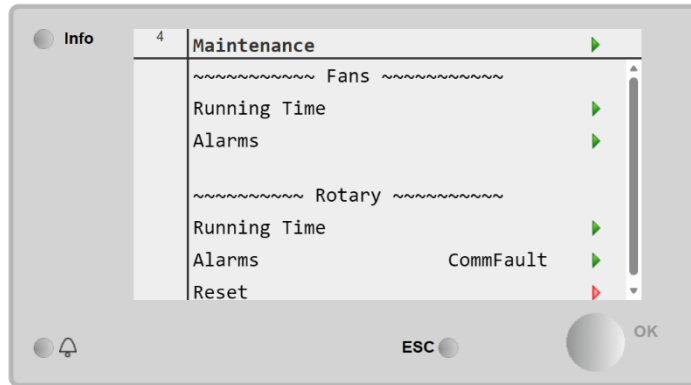 Info
4
Maintenance
~~~~~~~~~~~ Fans ~~~~~~~~~~~
Running Time
Alarms
~~~~~~~~~~ Rotary ~~~~~~~~~~
Running Time
Alarms CommFault
Reset
ESC
OK